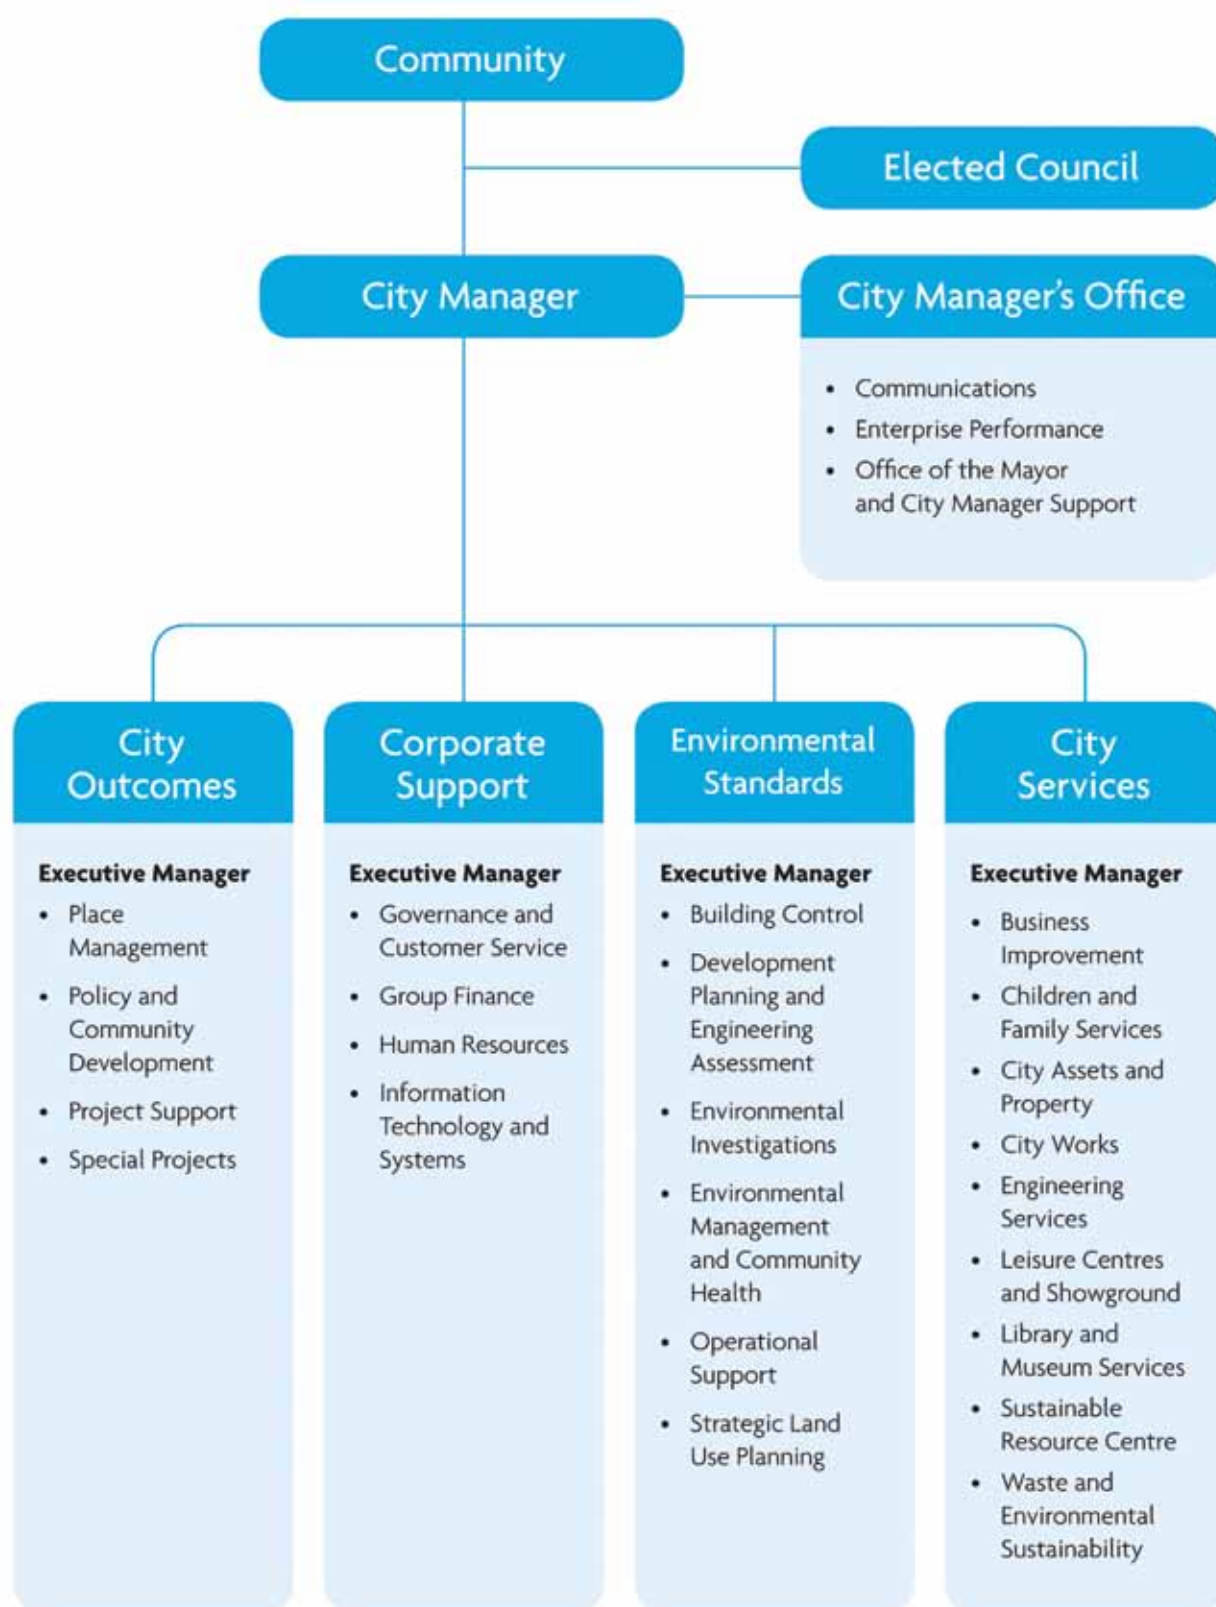 Community
Elected Council
City Manager
City Manager's Office
• Communications
• Enterprise Performance
• Office of the Mayor
and City Manager Support
City
Outcomes
Executive Manager
• Place
Management
• Policy and
Community
Development
• Project Support
• Special Projects
Corporate
Support
Executive Manager
• Governance and
Customer Service
• Group Finance
• Human Resources
• Information
Technology and
Systems
Environmental
Standards
Executive Manager
• Building Control
• Development
Planning and
Engineering
Assessment
• Environmental
Investigations
• Environmental
Management
and Community
Health
• Operational
Support
• Strategic Land
Use Planning
City
Services
Executive Manager
• Business
Improvement
• Children and
Family Services
• City Assets and
Property
• City Works
• Engineering
Services
• Leisure Centres
and Showground
• Library and
Museum Services
• Sustainable
Resource Centre
• Waste and
Environmental
Sustainability